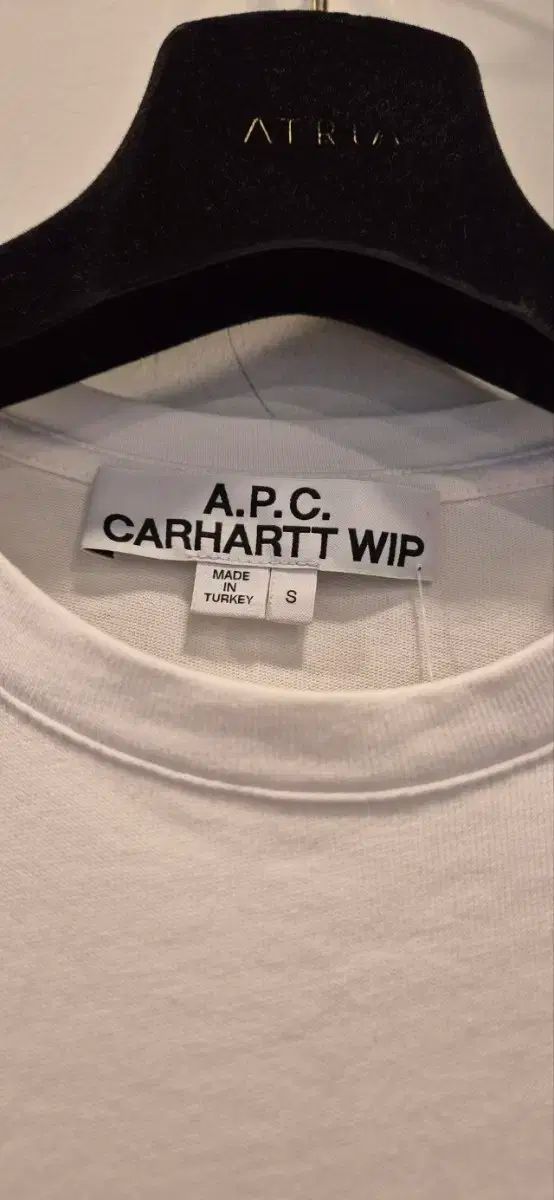 ATRIA
A.P.C.
CARHARTT WIP
MADE
IN
TURKEY
S